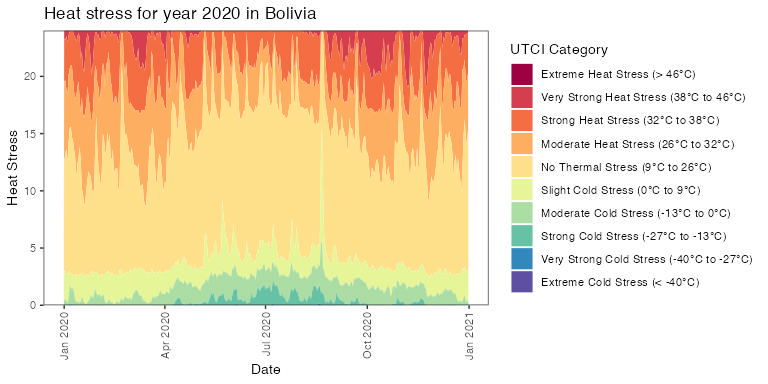 Heat stress for year 2020 in Bolivia
Heat Stress
20
15
10
5
0
Jan 2020
Apr 2020
Jul 2020
Oct 2020
Jan 2021
Date
UTCI Category
Extreme Heat Stress (> 46°C)
Very Strong Heat Stress (38°C to 46°C)
Strong Heat Stress (32°C to 38°C)
Moderate Heat Stress (26°C to 32°C)
No Thermal Stress (9°C to 26°C)
Slight Cold Stress (0°C to 9°C)
Moderate Cold Stress (-13°C to 0°C)
Strong Cold Stress (-27°C to -13°C)
Very Strong Cold Stress (-40°C to -27°C)
Extreme Cold Stress (< -40°C)